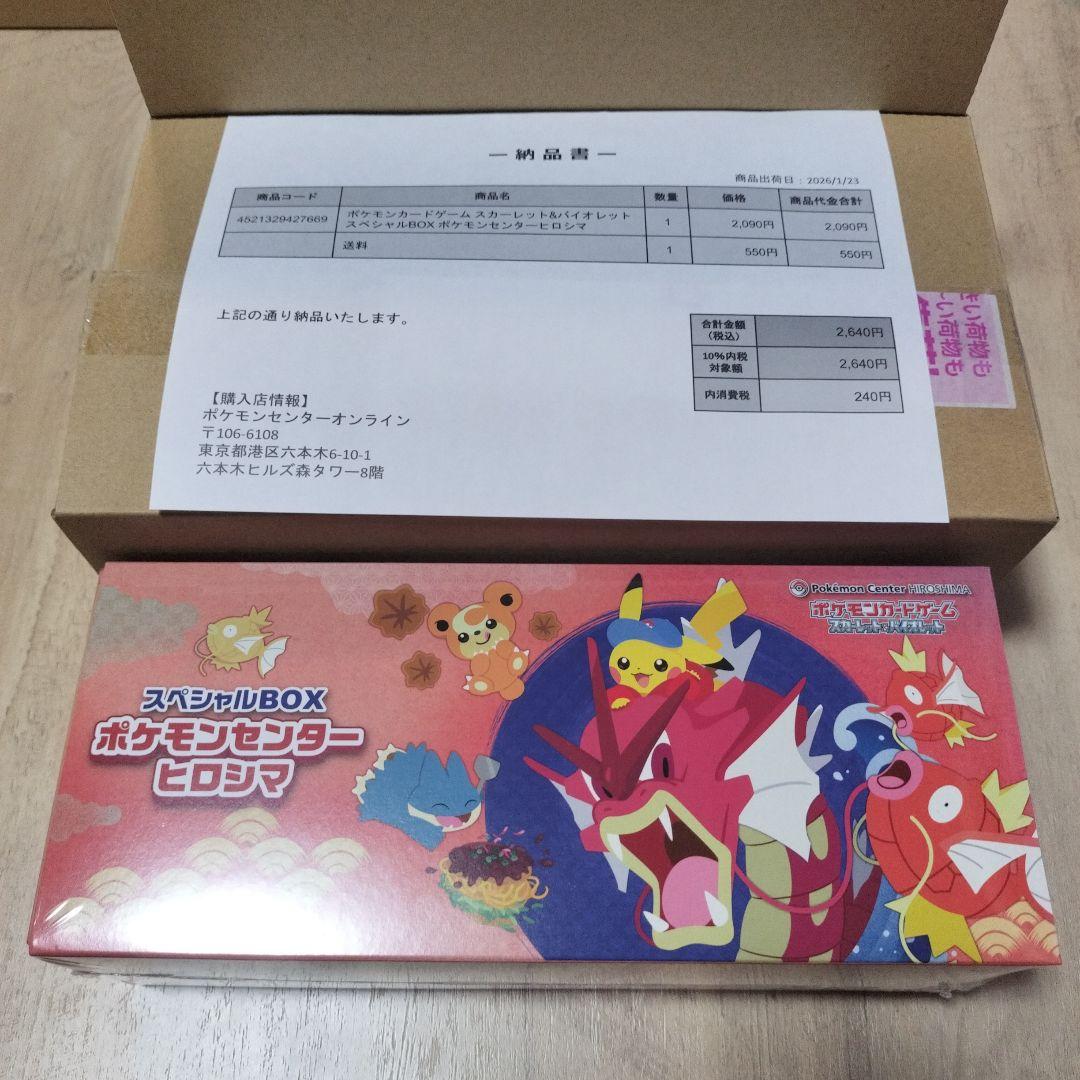 ― 納品書 ―
商品出荷日：2026/1/23
商品コード 商品名 数量 価格 商品代金合計
4521329427669 ポケモンカードゲーム スカーレット&バイオレット 1 2,090円 2,090円
スペシャルBOX ポケモンセンターヒロシマ
送料 1 550円 550円
上記の通り納品いたします。
合計金額 2,640円
（税込）
10%内税 2,640円
対象額
内消費税 240円
【購入店情報】
ポケモンセンターオンライン
〒106-6108
東京都港区六本木6-10-1
六本木ヒルズ森タワー8階
荷物も
荷物も
Pokémon Center HIROSHIMA
ポケモンカードゲーム
スカーレット&バイオレット
スペシャルBOX
ポケモンセンター
ヒロシマ